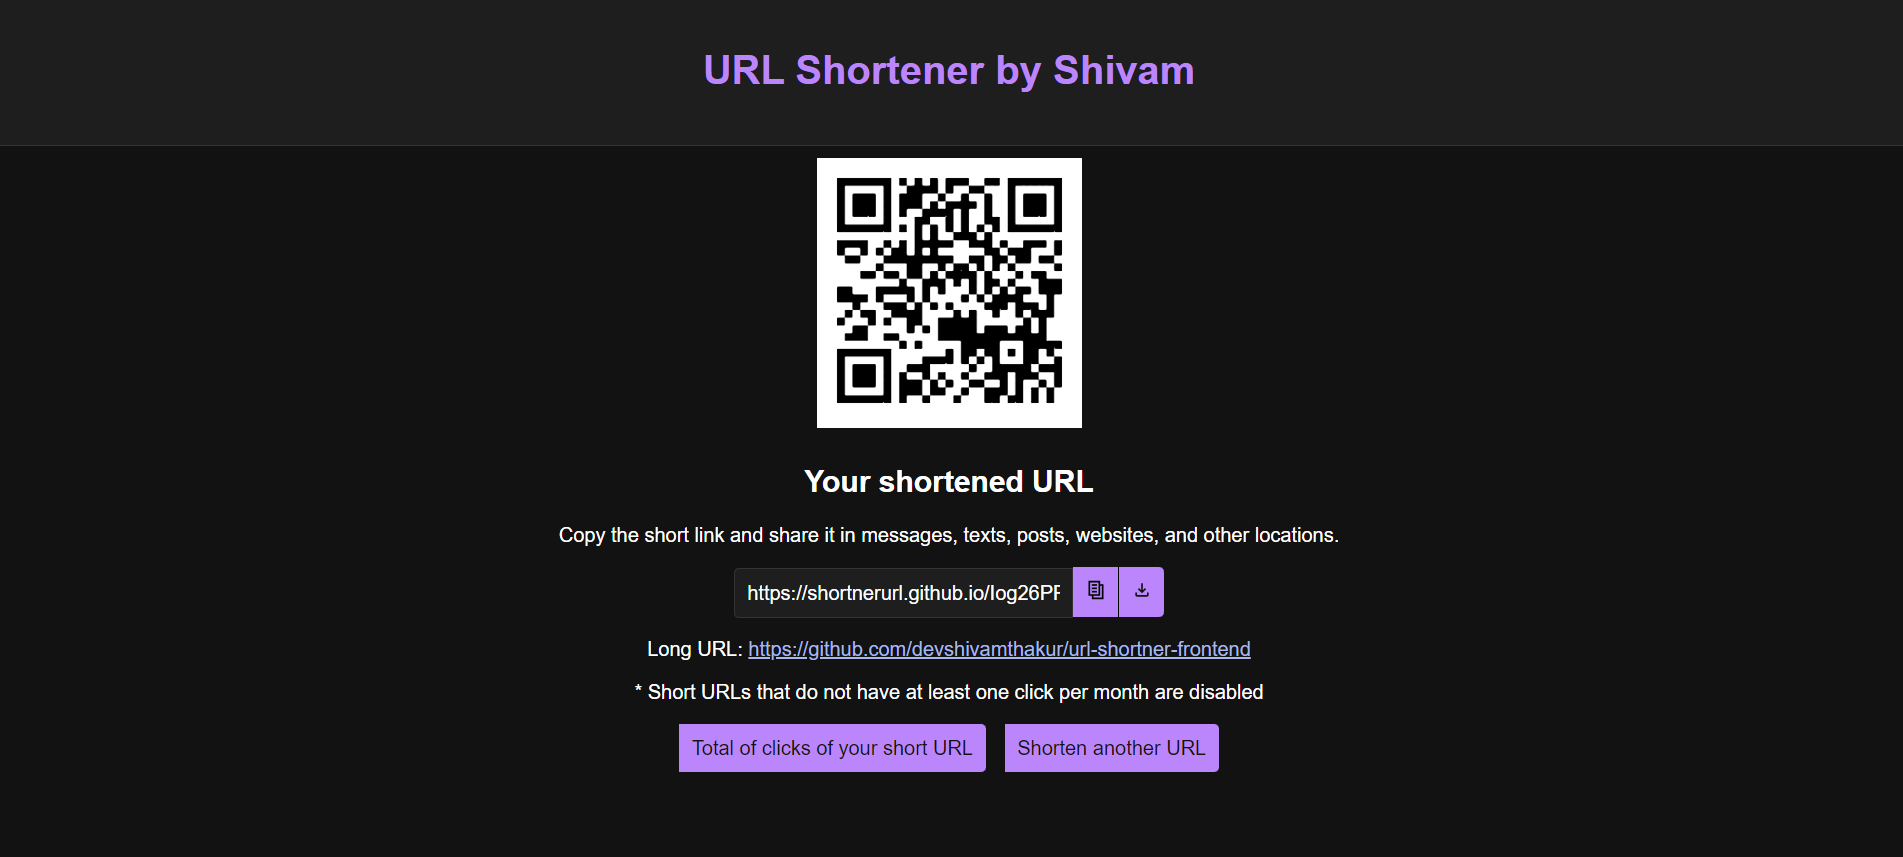 URL Shortener by Shivam
Your shortened URL
Copy the short link and share it in messages, texts, posts, websites, and other locations.
https://shortnerurl.github.io/Iog26PF
Long URL: https://github.com/devshivamthakur/url-shortner-frontend
* Short URLs that do not have at least one click per month are disabled
Total of clicks of your short URL
Shorten another URL